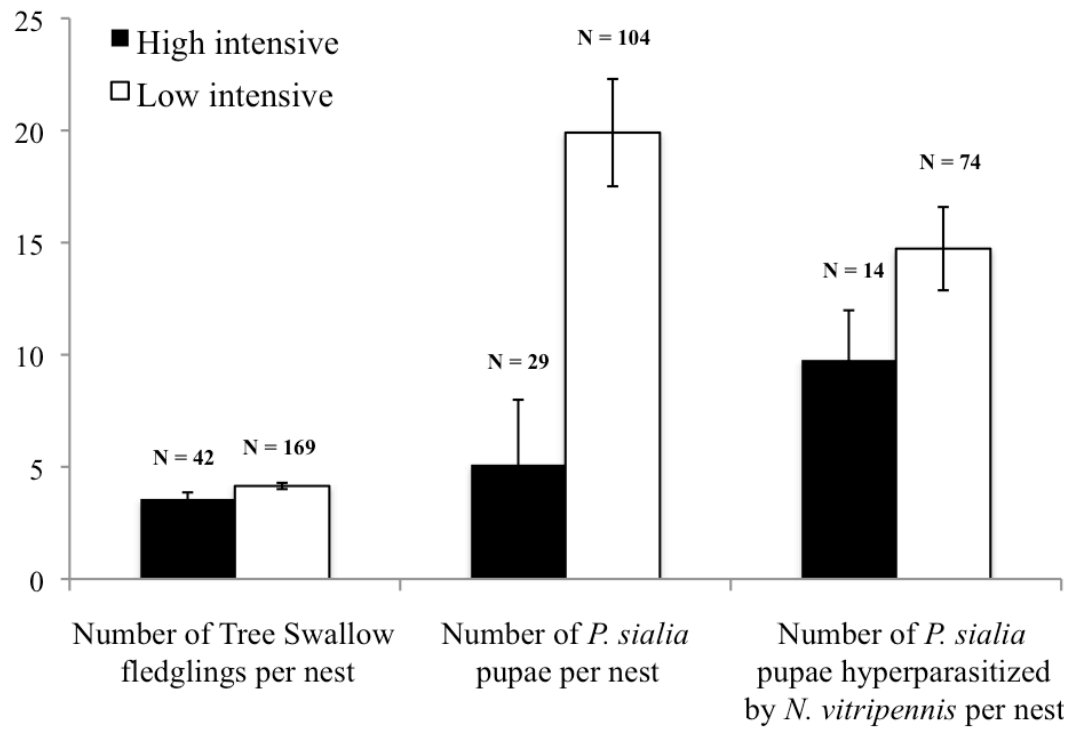 25
20
15
10
5
0
High intensive
Low intensive
N = 42
N = 169
N = 29
N = 104
N = 14
N = 74
Number of Tree Swallow
fledglings per nest
Number of P. sialia
pupae per nest
Number of P. sialia
pupae hyperparasitized
by N. vitripennis per nest